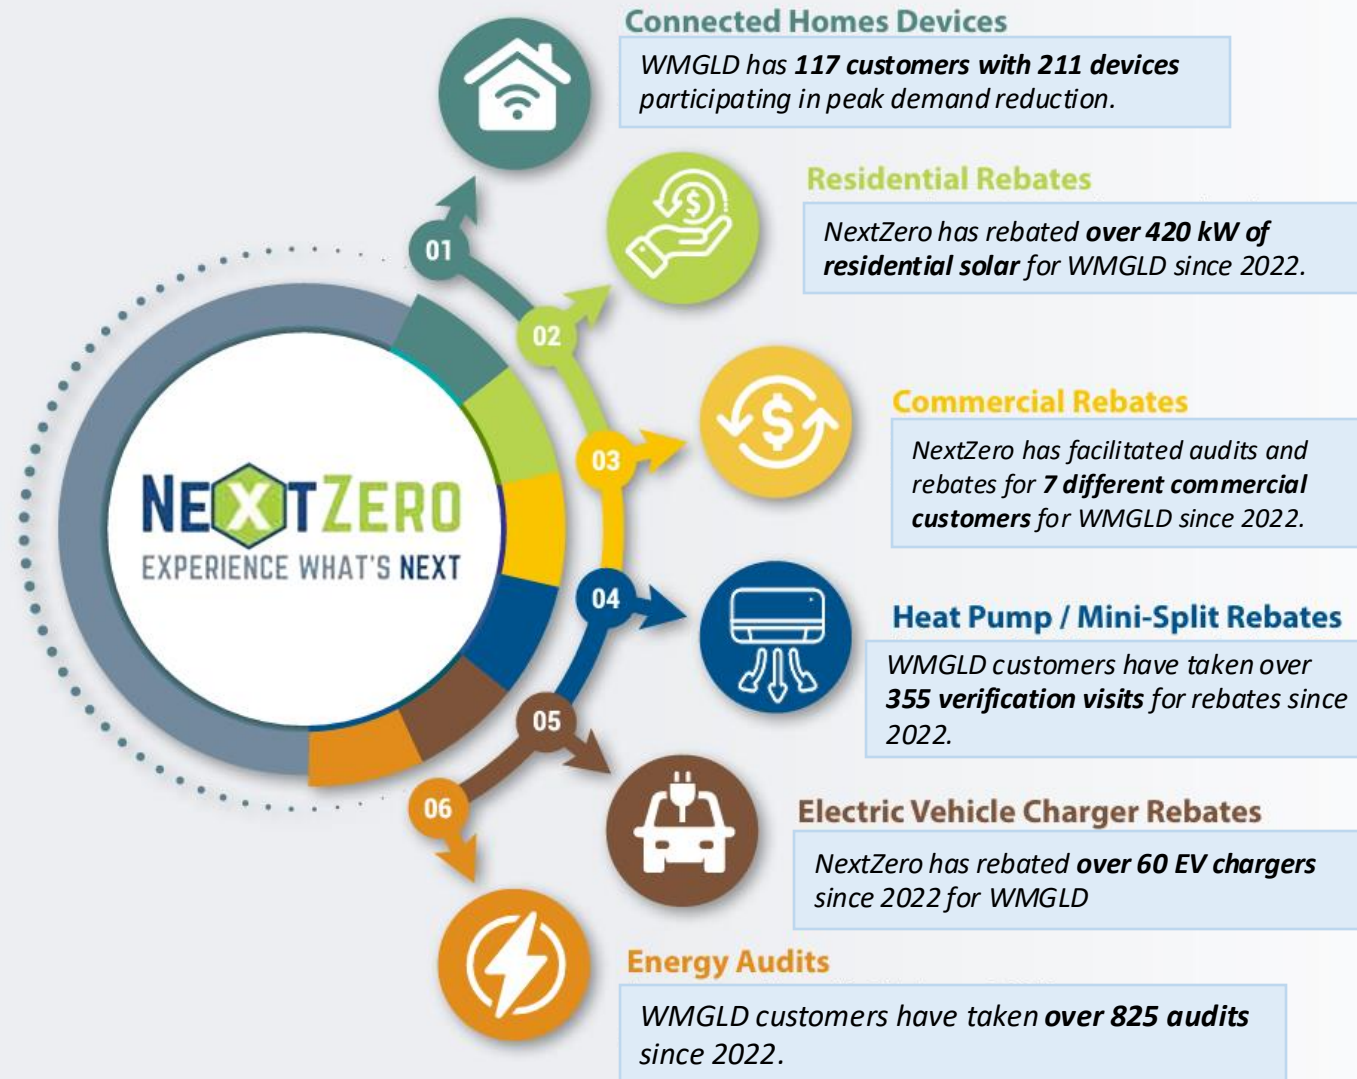 Connected Homes Devices
WMGLD has 117 customers with 211 devices
participating in peak demand reduction.
01
Residential Rebates
NextZero has rebated over 420 kW of
residential solar for WMGLD since 2022.
02
Commercial Rebates
NextZero has facilitated audits and
rebates for 7 different commercial
customers for WMGLD since 2022.
03
NEXTZERO
EXPERIENCE WHAT'S NEXT
04
Heat Pump / Mini-Split Rebates
WMGLD customers have taken over
355 verification visits for rebates since
2022.
05
Electric Vehicle Charger Rebates
NextZero has rebated over 60 EV chargers
since 2022 for WMGLD
06
Energy Audits
WMGLD customers have taken over 825 audits
since 2022.